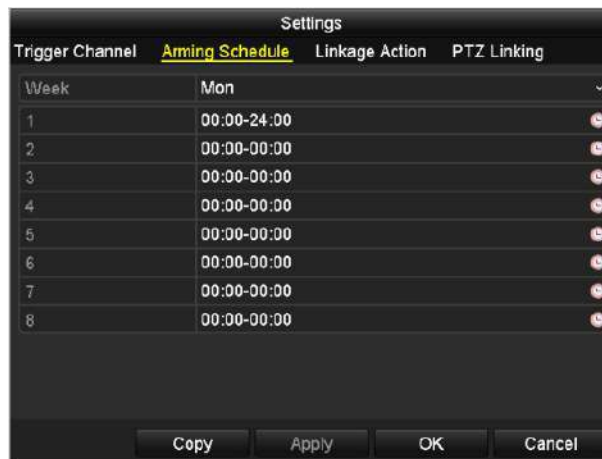 Settings
Trigger Channel Arming Schedule Linkage Action PTZ Linking
Week Mon
1 00:00-24:00
2 00:00-00:00
3 00:00-00:00
4 00:00-00:00
5 00:00-00:00
6 00:00-00:00
7 00:00-00:00
8 00:00-00:00
Copy Apply OK Cancel